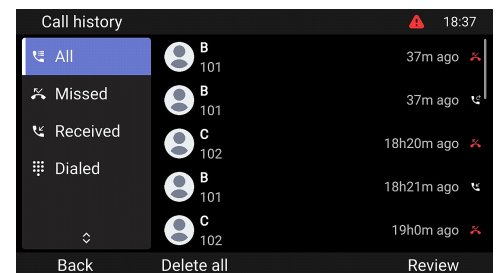 Call history 18:37
All
Missed
Received
Dialed
B
101 37m ago
B
101 37m ago
C
102 18h20m ago
B
101 18h21m ago
C
102 19h0m ago
Back Delete all Review